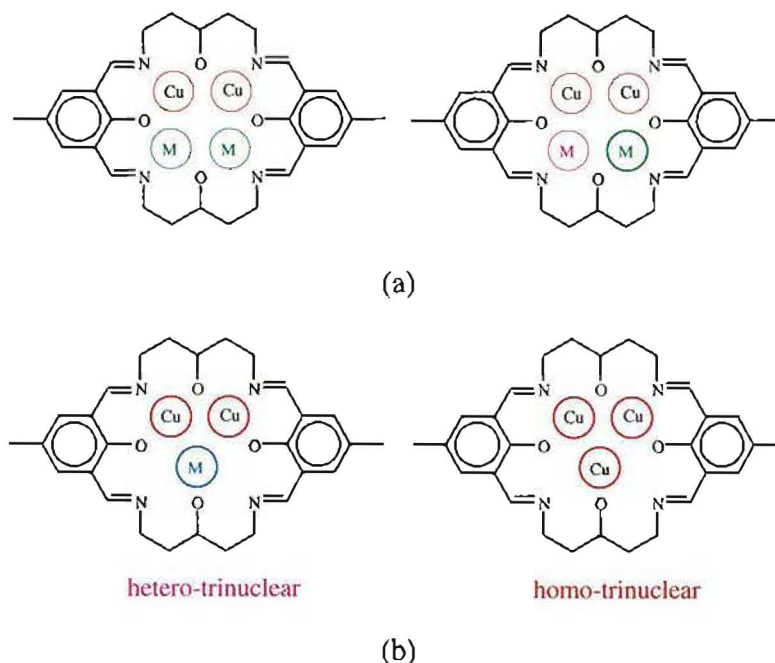 N O N N O N
Cu Cu Cu Cu
O O O O
M M M M
N O N N O N
(a)
N O N N O N
Cu Cu Cu Cu
O O O O
M Cu
N O N N O N
hetero-trinuclear homo-trinuclear
(b)